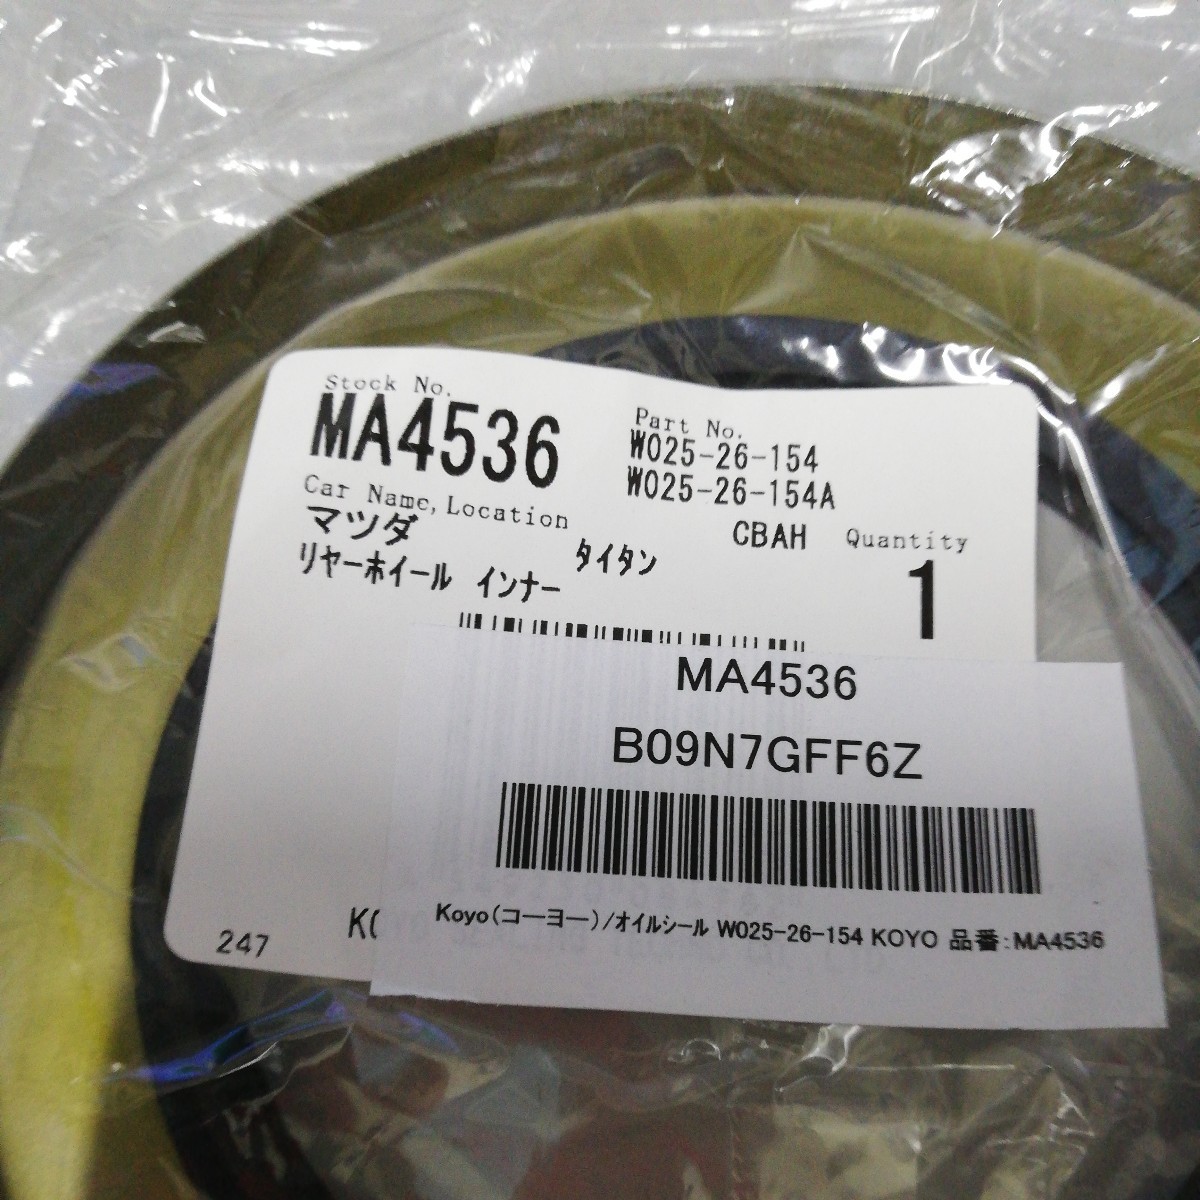 Stock No.
MA4536
Part No.
W025-26-154
W025-26-154A
Car Name, Location
マツダ
タイタン
CBAH
Quantity
リヤーホイール インナー
1
MA4536
B09N7GFF6Z
Koyo(コーヨー)/オイルシール W025-26-154 KOYO 品番:MA4536
247